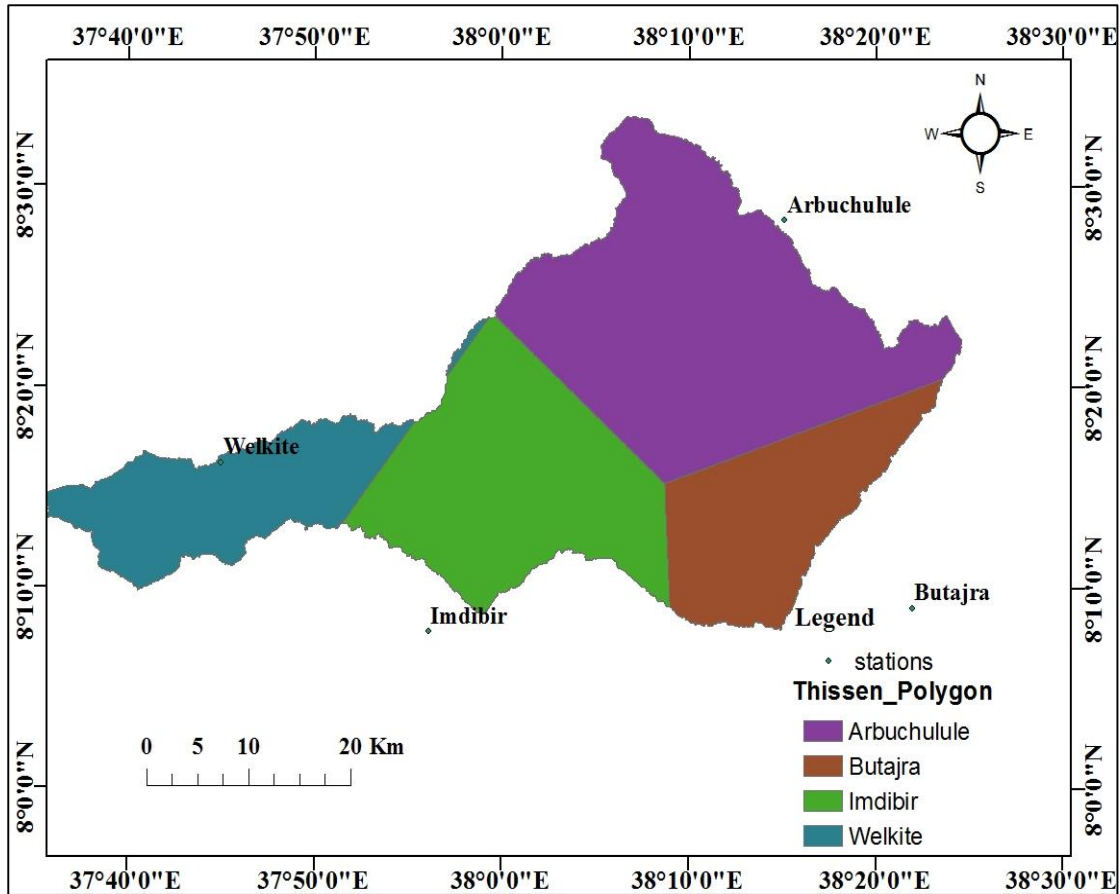 37°40'0"E 37°50'0"E 38°0'0"E 38°10'0"E 38°20'0"E 38°30'0"E
N
W E
S
8°30'0"N
8°30'0"N
Arbuchulule
8°20'0"N
8°20'0"N
Welkite
8°10'0"N
8°10'0"N
Butajra
Imdibir
Legend
stations
Thissen_Polygon
Arbuchulule
Butajra
Imdibir
Welkite
0 5 10 20 Km
8°0'0"N
8°0'0"N
37°40'0"E 37°50'0"E 38°0'0"E 38°10'0"E 38°20'0"E 38°30'0"E